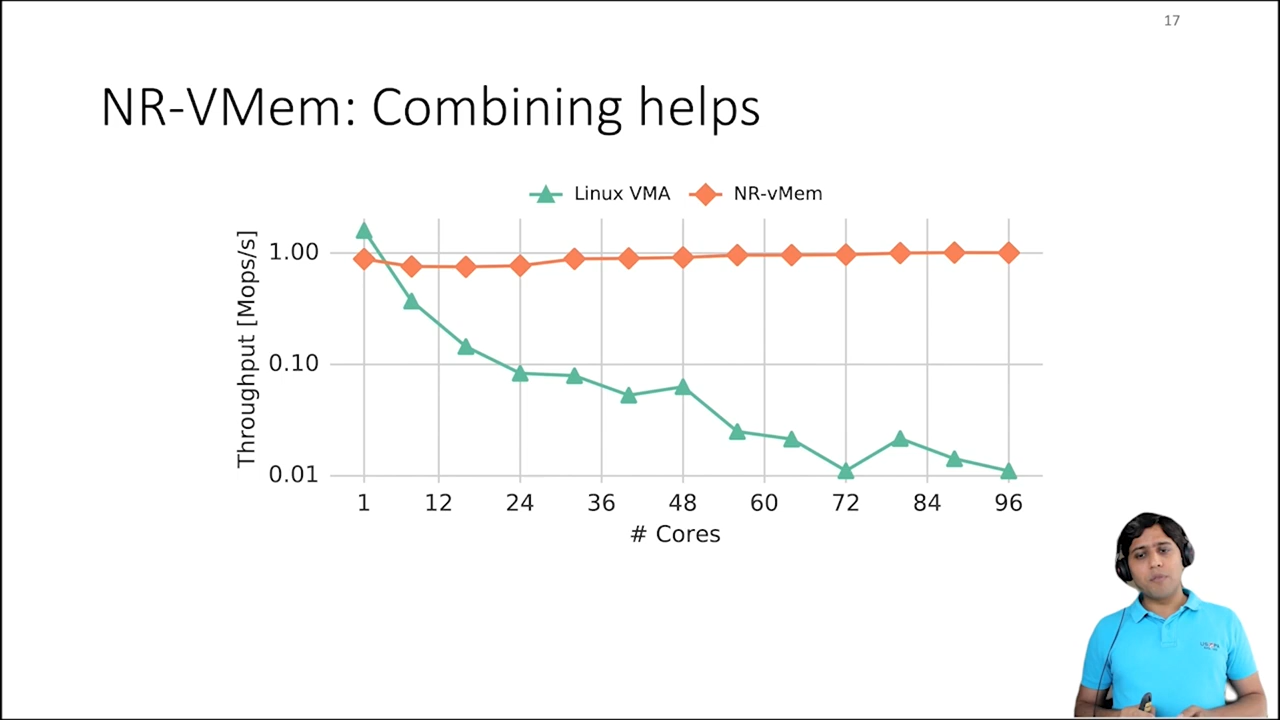 17
NR-VMem: Combining helps
Linux VMA NR-vMem
Throughput [Mops/s]
1.00
0.10
0.01
1 12 24 36 48 60 72 84 96
# Cores